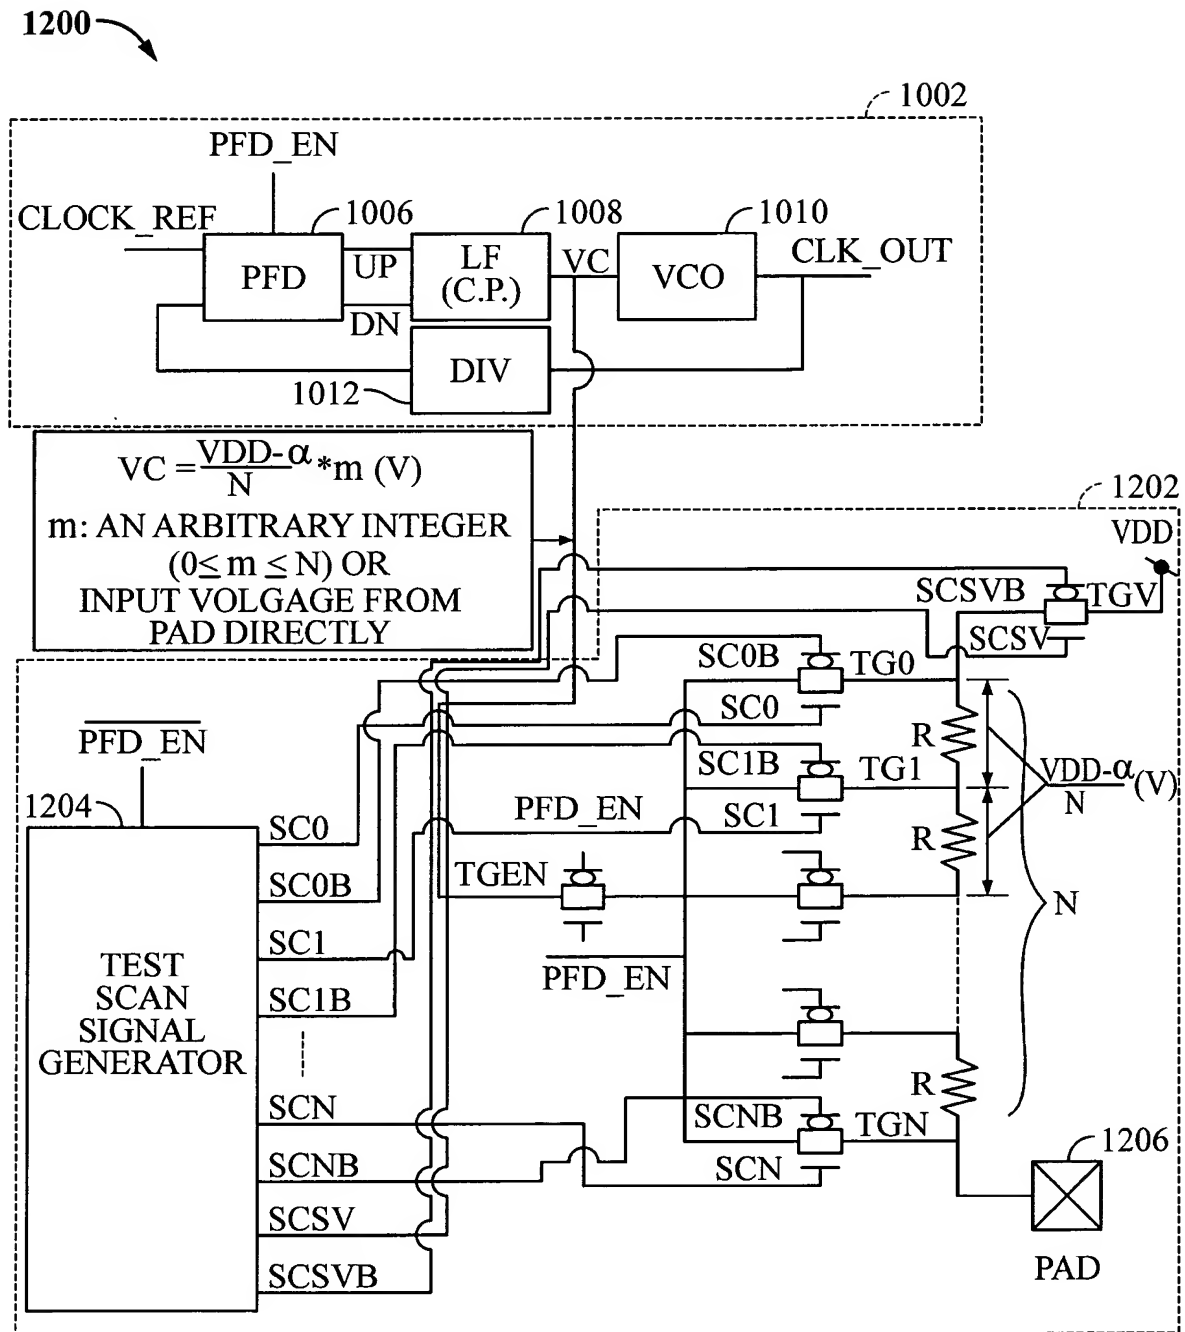 1200
1002
PFD_EN
CLOCK_REF
1006
1008
1010
PFD
UP
DN
LF
(C.P.)
VC
VCO
CLK_OUT
1012
DIV
VC = VDD-α/N *m (V)
m: AN ARBITRARY INTEGER
(0≤ m ≤ N) OR
INPUT VOLGAGE FROM
PAD DIRECTLY
1202
VDD
SCSVB
TGV
SCSV
SC0B
TG0
SC0
R
PFD_EN
SC1B
TG1
VDD-α/N (V)
1204
PFD_EN
SC1
R
SC0
TGEN
SC0B
N
SC1
PFD_EN
TEST
SCAN
SIGNAL
GENERATOR
SC1B
R
SCN
SCNB
TGN
SCNB
SCN
1206
SCSV
SCSVB
PAD